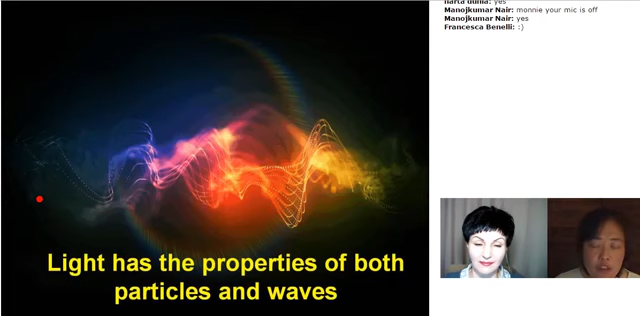 Light has the properties of both
particles and waves
yes
Manojkumar Nair: monnie your mic is off
Manojkumar Nair: yes
Francesca Benelli: :)